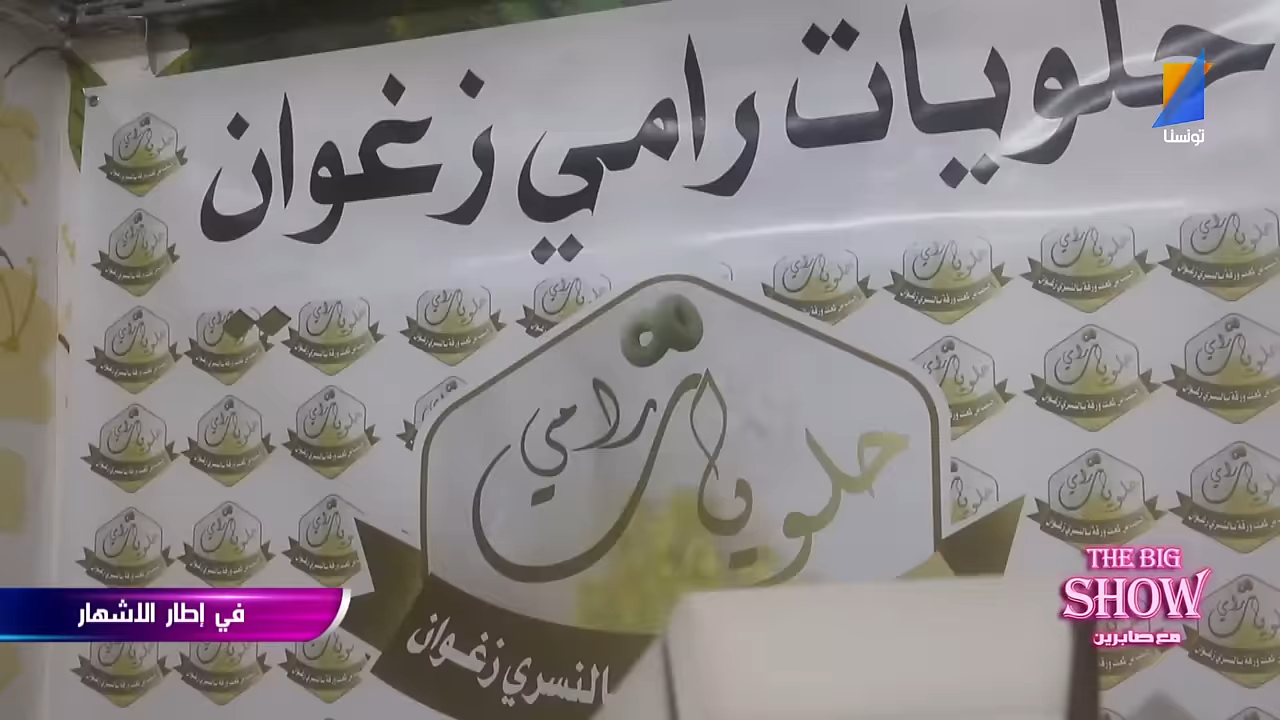 حلويات رامي زغوان
تونسنا
حلويات رامي
النسري زغوان
THE BIG
SHOW
مع صابرين
في إطار الاشهار